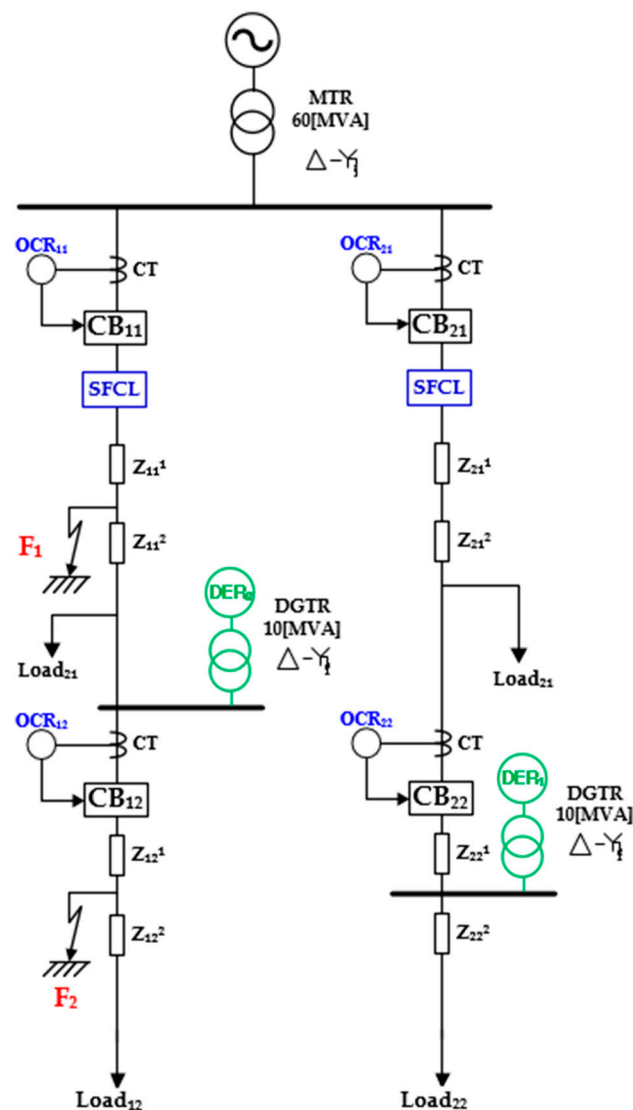 MTR
60[MVA]
△-Y
OCR₁₁
CT
CB₁₁
SFCL
Z₁₁¹
F₁
Z₁₁²
Load₂₁
DGTR
10[MVA]
△-Y
OCR₁₂
CT
CB₁₂
Z₁₂¹
Z₁₂²
F₂
Load₁₂
OCR₂₁
CT
CB₂₁
SFCL
Z₂₁¹
Z₂₁²
Load₂₁
OCR₂₂
CT
CB₂₂
DER₁
DGTR
10[MVA]
△-Y
Z₂₂¹
Z₂₂²
Load₂₂